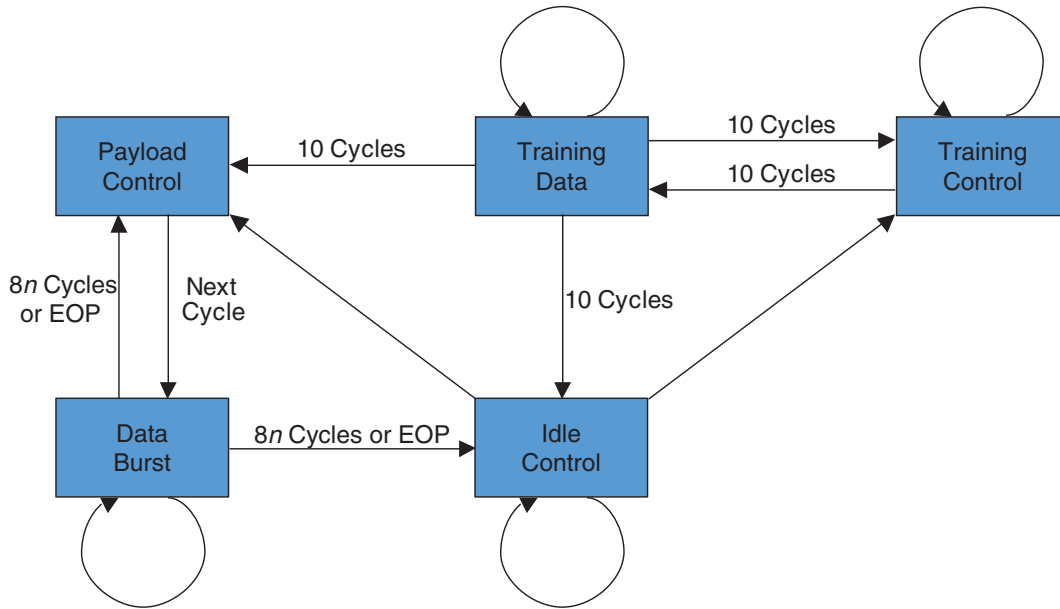 10 Cycles
Payload
Control
10 Cycles
Training
Data
10 Cycles
Training
Control
8n Cycles
or EOP
Next
Cycle
10 Cycles
Data
Burst
8n Cycles or EOP
Idle
Control